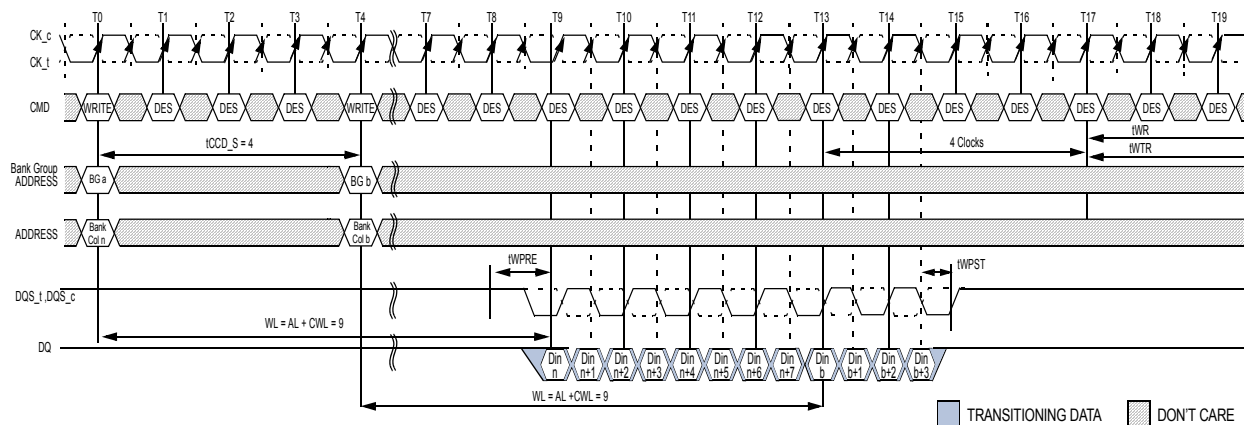 T0 T1 T2 T3 T4 T7 T8 T9 T10 T11 T12 T13 T14 T15 T16 T17 T18 T19
CK_c
CK_t
CMD WRITE DES DES DES WRITE DES DES DES DES DES DES DES DES DES DES DES DES DES
tCCD_S = 4
4 Clocks
tWR
tWTR
Bank Group
ADDRESS
BG a
BG b
ADDRESS
Bank
Col n
Bank
Col b
tWPRE
tWPST
DQS_t ,DQS_c
WL = AL + CWL = 9
DQ
Din
n
Din
n+1
Din
n+2
Din
n+3
Din
n+4
Din
n+5
Din
n+6
Din
n+7
Din
b
Din
b+1
Din
b+2
Din
b+3
WL = AL +CWL = 9
TRANSITIONING DATA
DON'T CARE